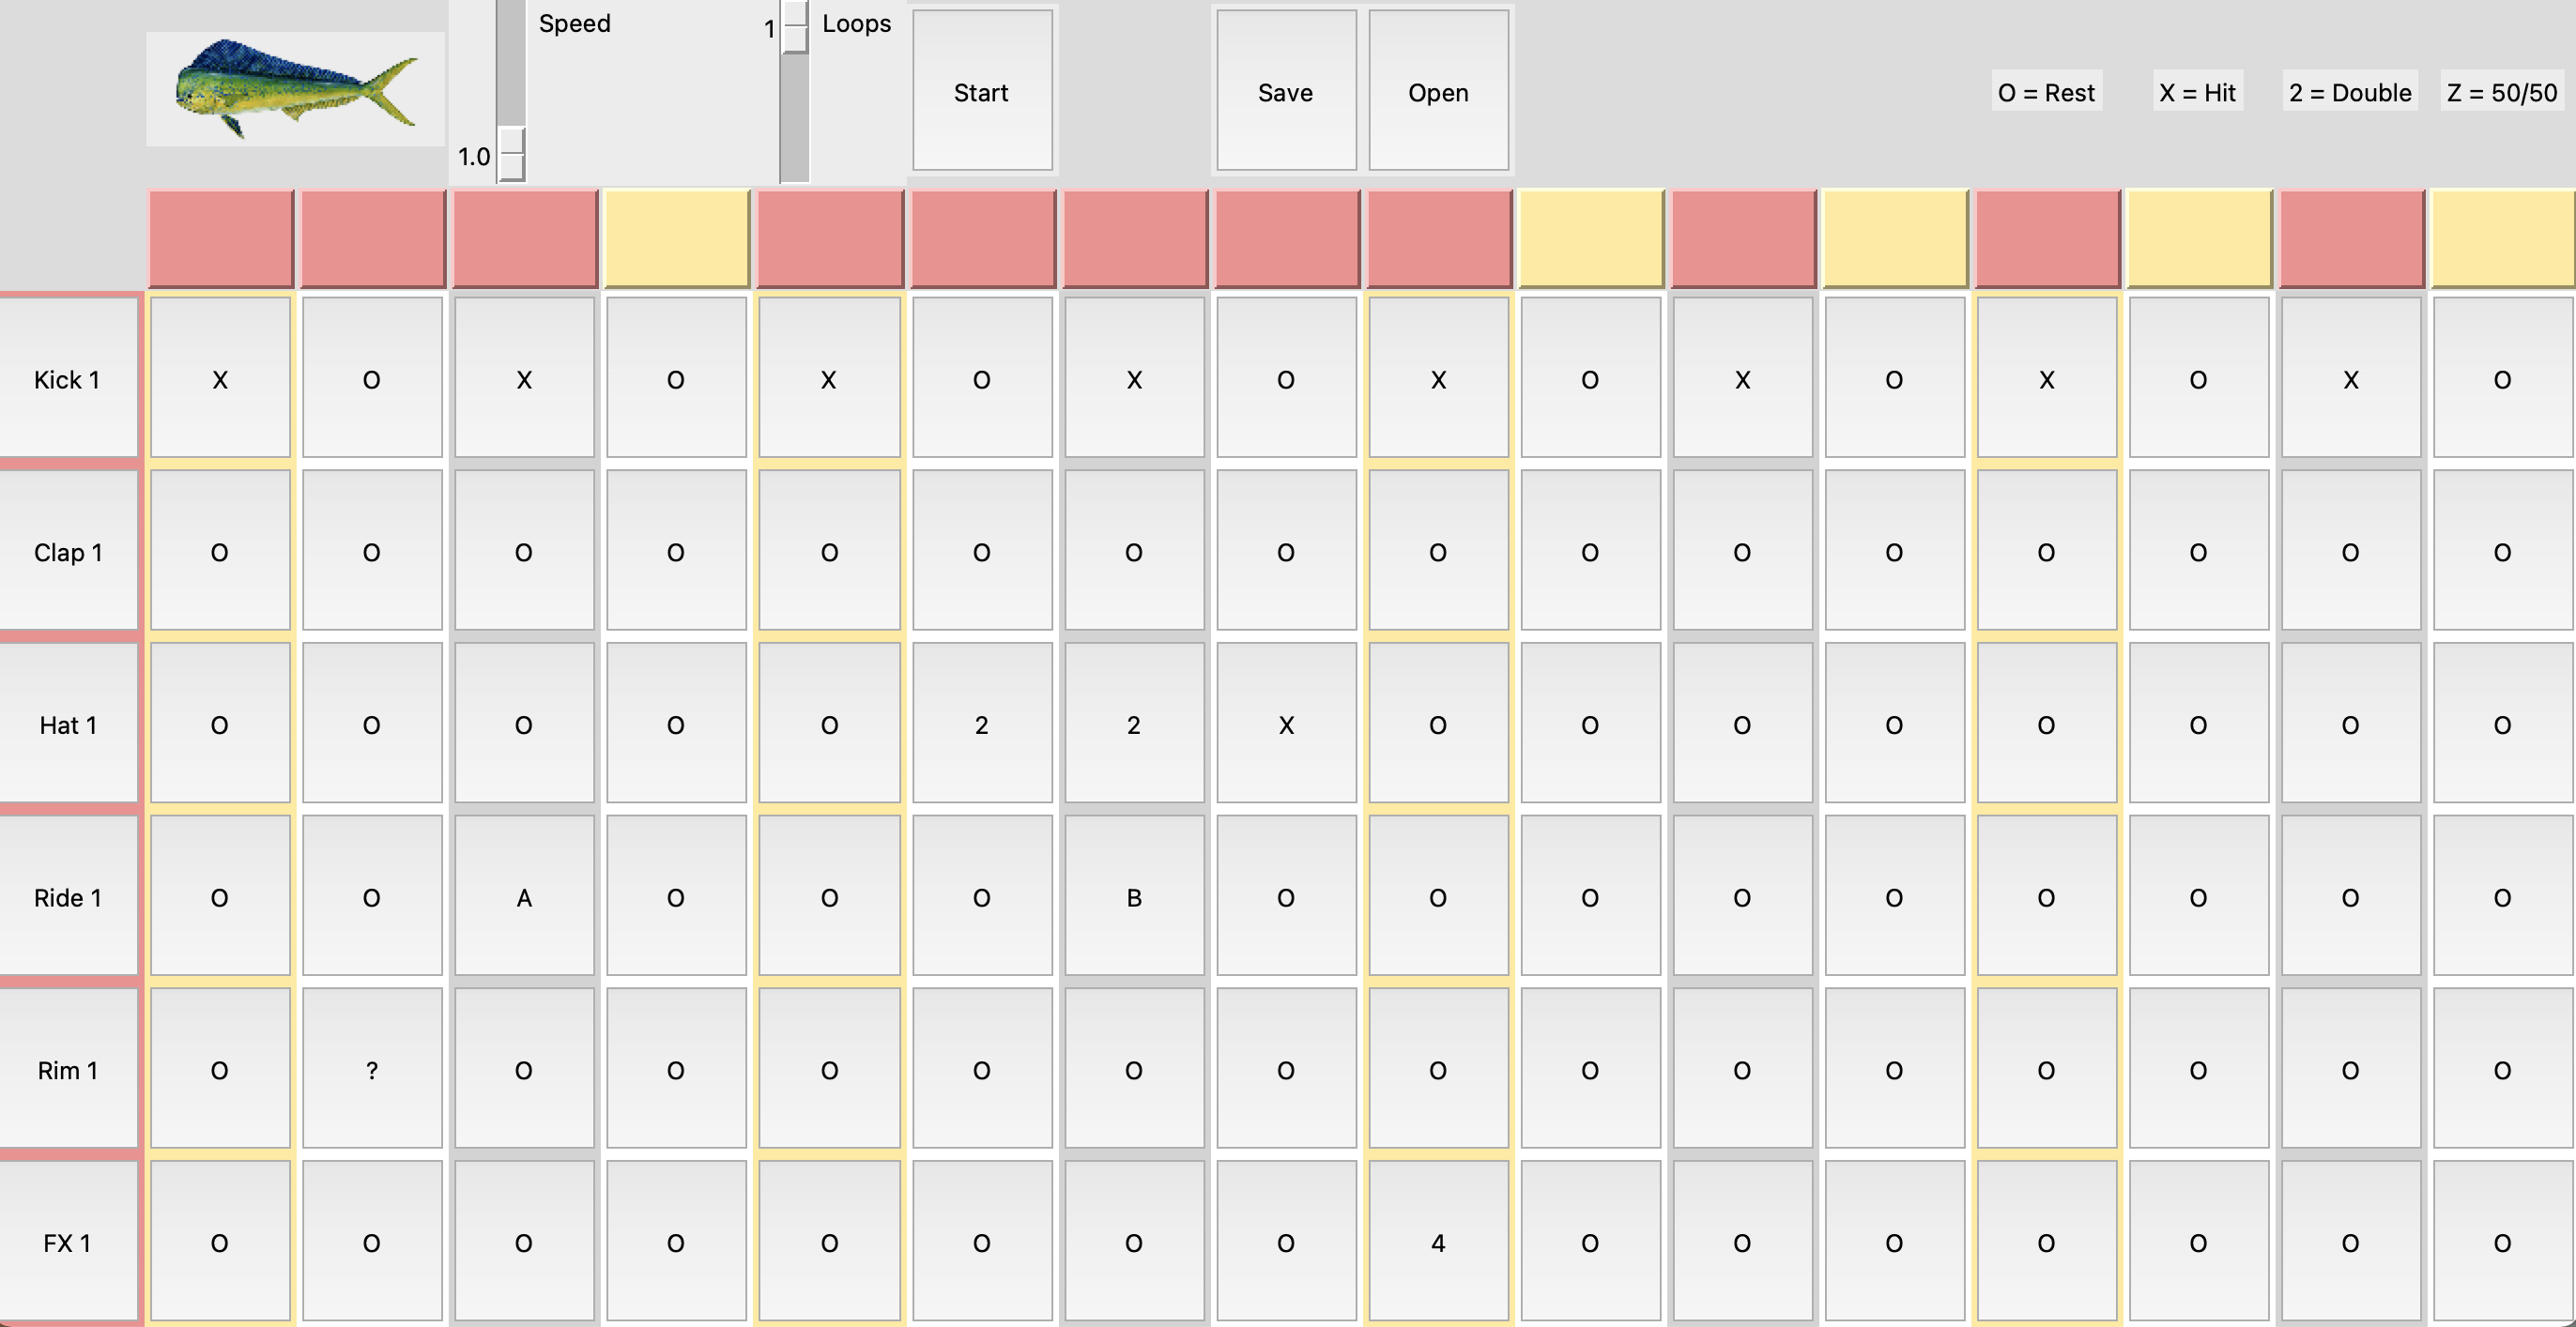 Speed
1
Loops
1.0
Start
Save
Open
O = Rest
X = Hit
2 = Double
Z = 50/50
Kick 1 X O X O X O X O X O X O X O X O
Clap 1 O O O O O O O O O O O O O O O O
Hat 1 O O O O O 2 2 X O O O O O O O O
Ride 1 O O A O O O B O O O O O O O O O
Rim 1 O ? O O O O O O O O O O O O O O
FX 1 O O O O O O O O 4 O O O O O O O